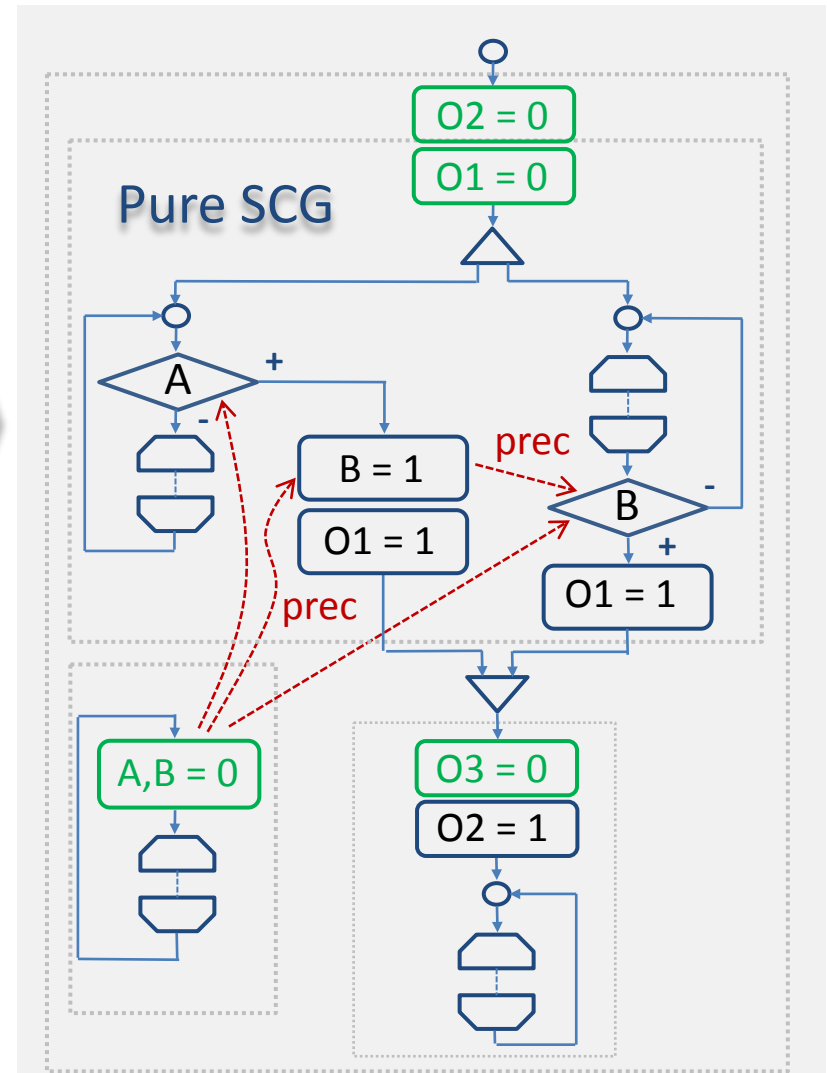 O2 = 0
O1 = 0
Pure SCG
A
+
-
B = 1
prec
O1 = 1
B
-
+
O1 = 1
prec
A,B = 0
O3 = 0
O2 = 1